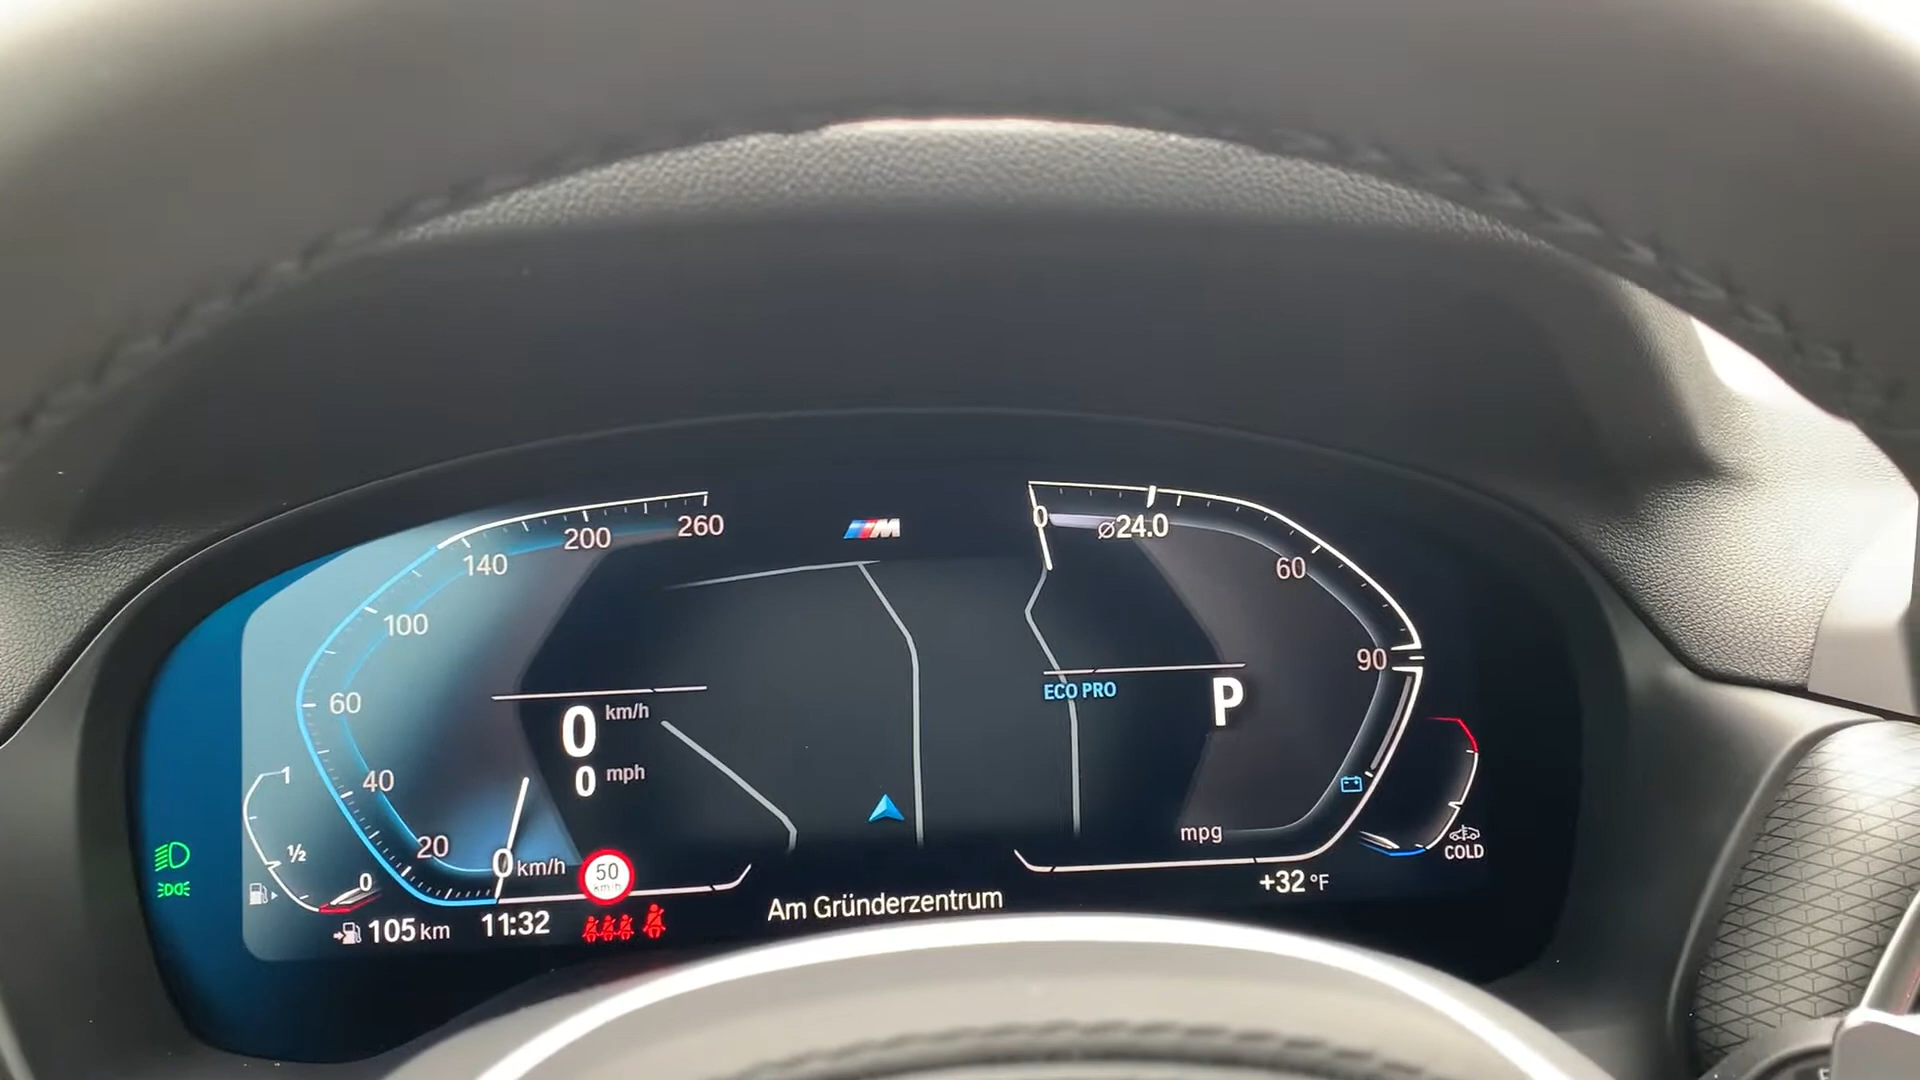 260
200
140
100
60
40
20
0 km/h
0 km/h
0 mph
50
km/h
1
1/2
0
105 km
11:32
M
Am Gründerzentrum
0
⌀24.0
60
90
ECO PRO
P
mpg
COLD
+32 °F